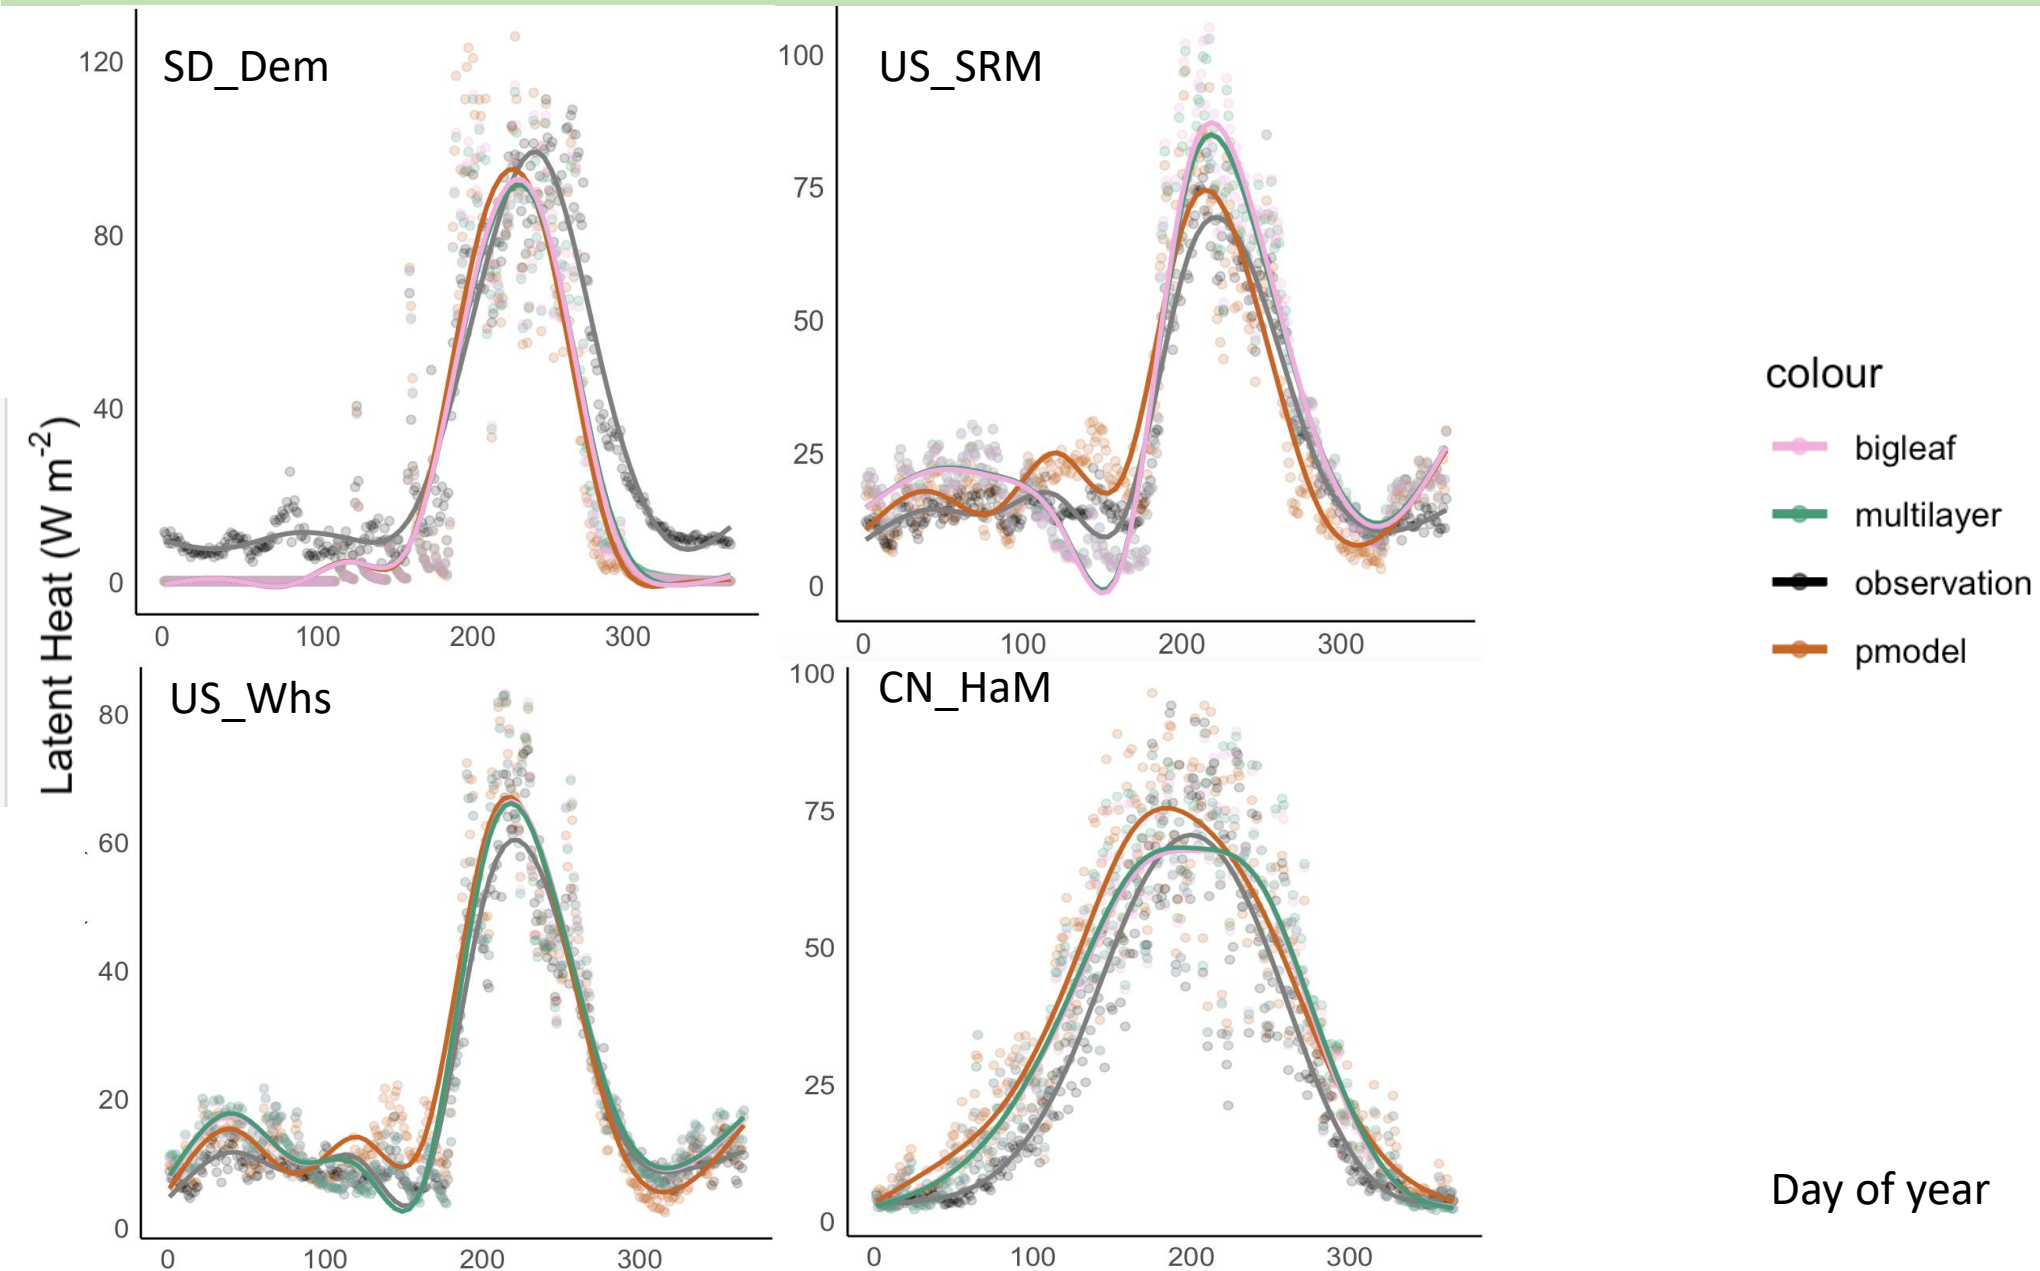 SD_Dem
120
80
40
0
0 100 200 300
US_SRM
100
75
50
25
0
0 100 200 300
Latent Heat (W m-2)
US_Whs
80
60
40
20
0
0 100 200 300
CN_HaM
100
75
50
25
0
0 100 200 300
colour
bigleaf
multilayer
observation
pmodel
Day of year